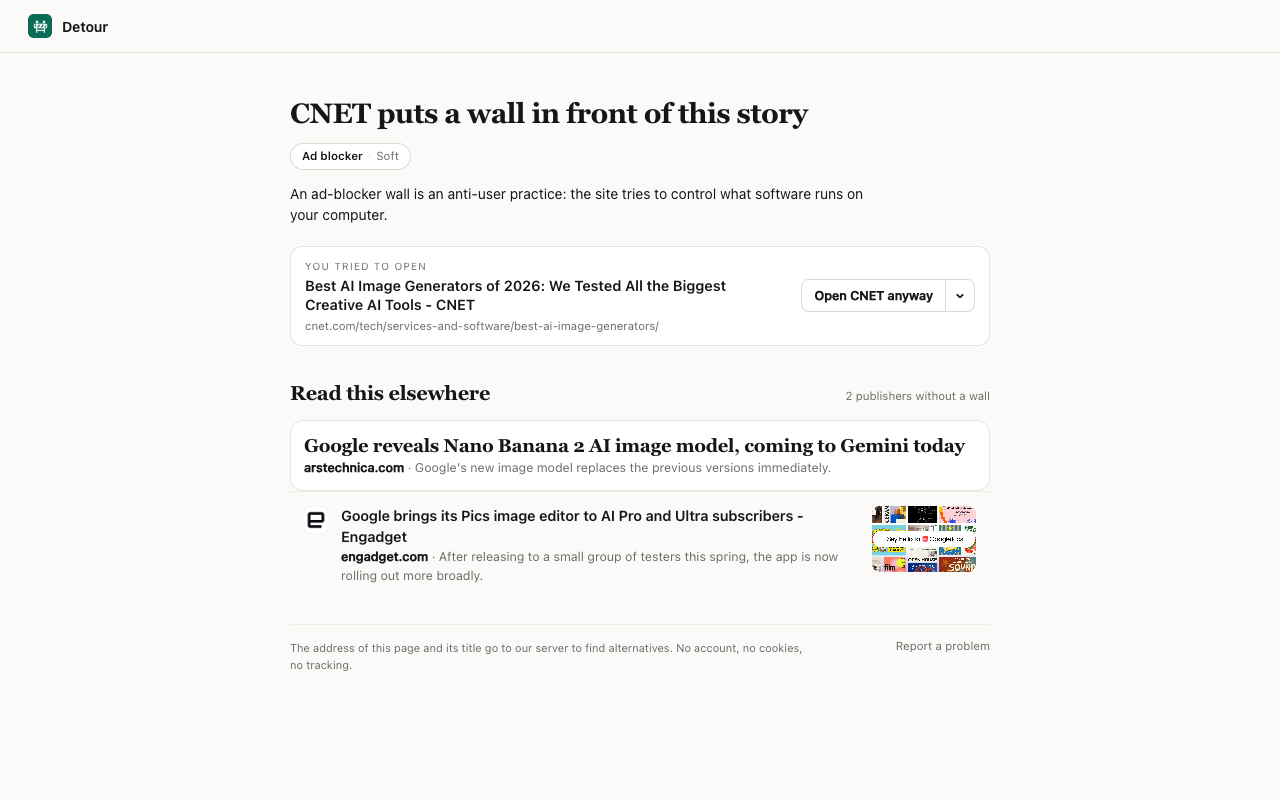 Detour
CNET puts a wall in front of this story
Ad blocker · Soft
An ad-blocker wall is an anti-user practice: the site tries to control what software runs on
your computer.
YOU TRIED TO OPEN
Best AI Image Generators of 2026: We Tested All the Biggest
Creative AI Tools - CNET
cnet.com/tech/services-and-software/best-ai-image-generators/
Open CNET anyway
Read this elsewhere
2 publishers without a wall
Google reveals Nano Banana 2 AI image model, coming to Gemini today
arstechnica.com · Google's new image model replaces the previous versions immediately.
Google brings its Pics image editor to AI Pro and Ultra subscribers -
Engadget
engadget.com · After releasing to a small group of testers this spring, the app is now
rolling out more broadly.
Say hello to Google Pics
film
SOUND
The address of this page and its title go to our server to find alternatives. No account, no cookies,
no tracking.
Report a problem